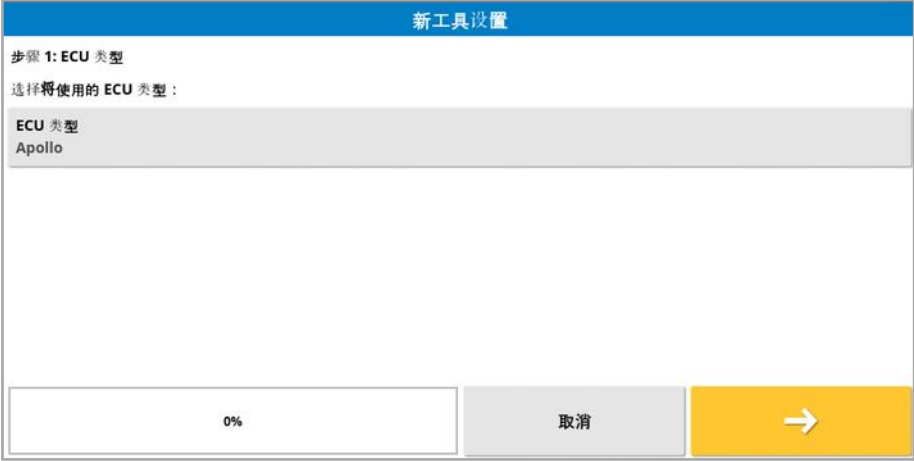 新工具设置
步骤 1: ECU 类型
选择将使用的 ECU 类型：
ECU 类型
Apollo
0%
取消